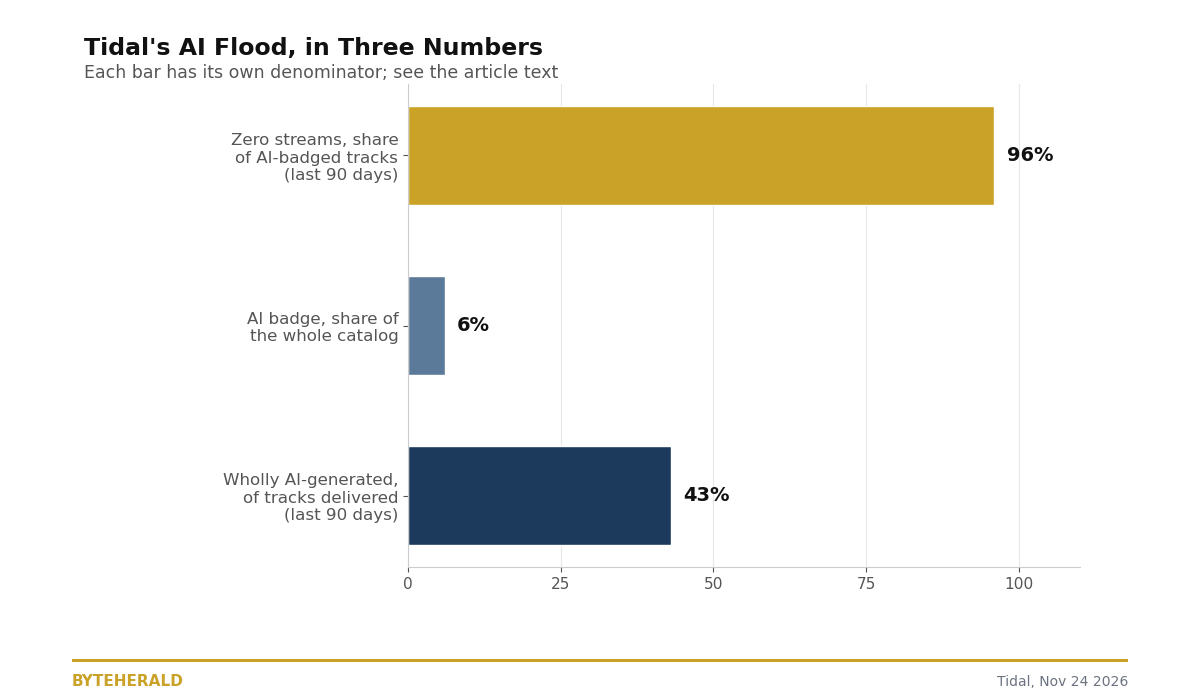 Tidal's AI Flood, in Three Numbers
Each bar has its own denominator; see the article text
Zero streams, share
of AI-badged tracks
(last 90 days)
96%
AI badge, share of
the whole catalog
6%
Wholly AI-generated,
of tracks delivered
(last 90 days)
43%
0 25 50 75 100
BYTEHERALD
Tidal, Nov 24 2026